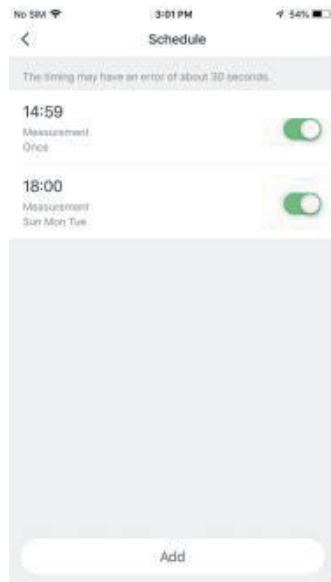 No SIM 3:01 PM 54%
Schedule
The timing may have an error of about 30 seconds.
14:59
Measurement
Once
18:00
Measurement
Sun Mon Tue
Add